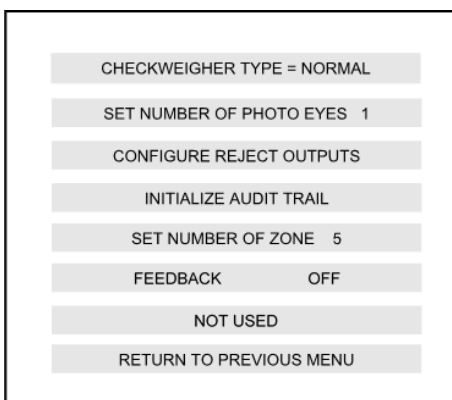 CHECKWEIGHER TYPE = NORMAL
SET NUMBER OF PHOTO EYES 1
CONFIGURE REJECT OUTPUTS
INITIALIZE AUDIT TRAIL
SET NUMBER OF ZONE 5
FEEDBACK OFF
NOT USED
RETURN TO PREVIOUS MENU